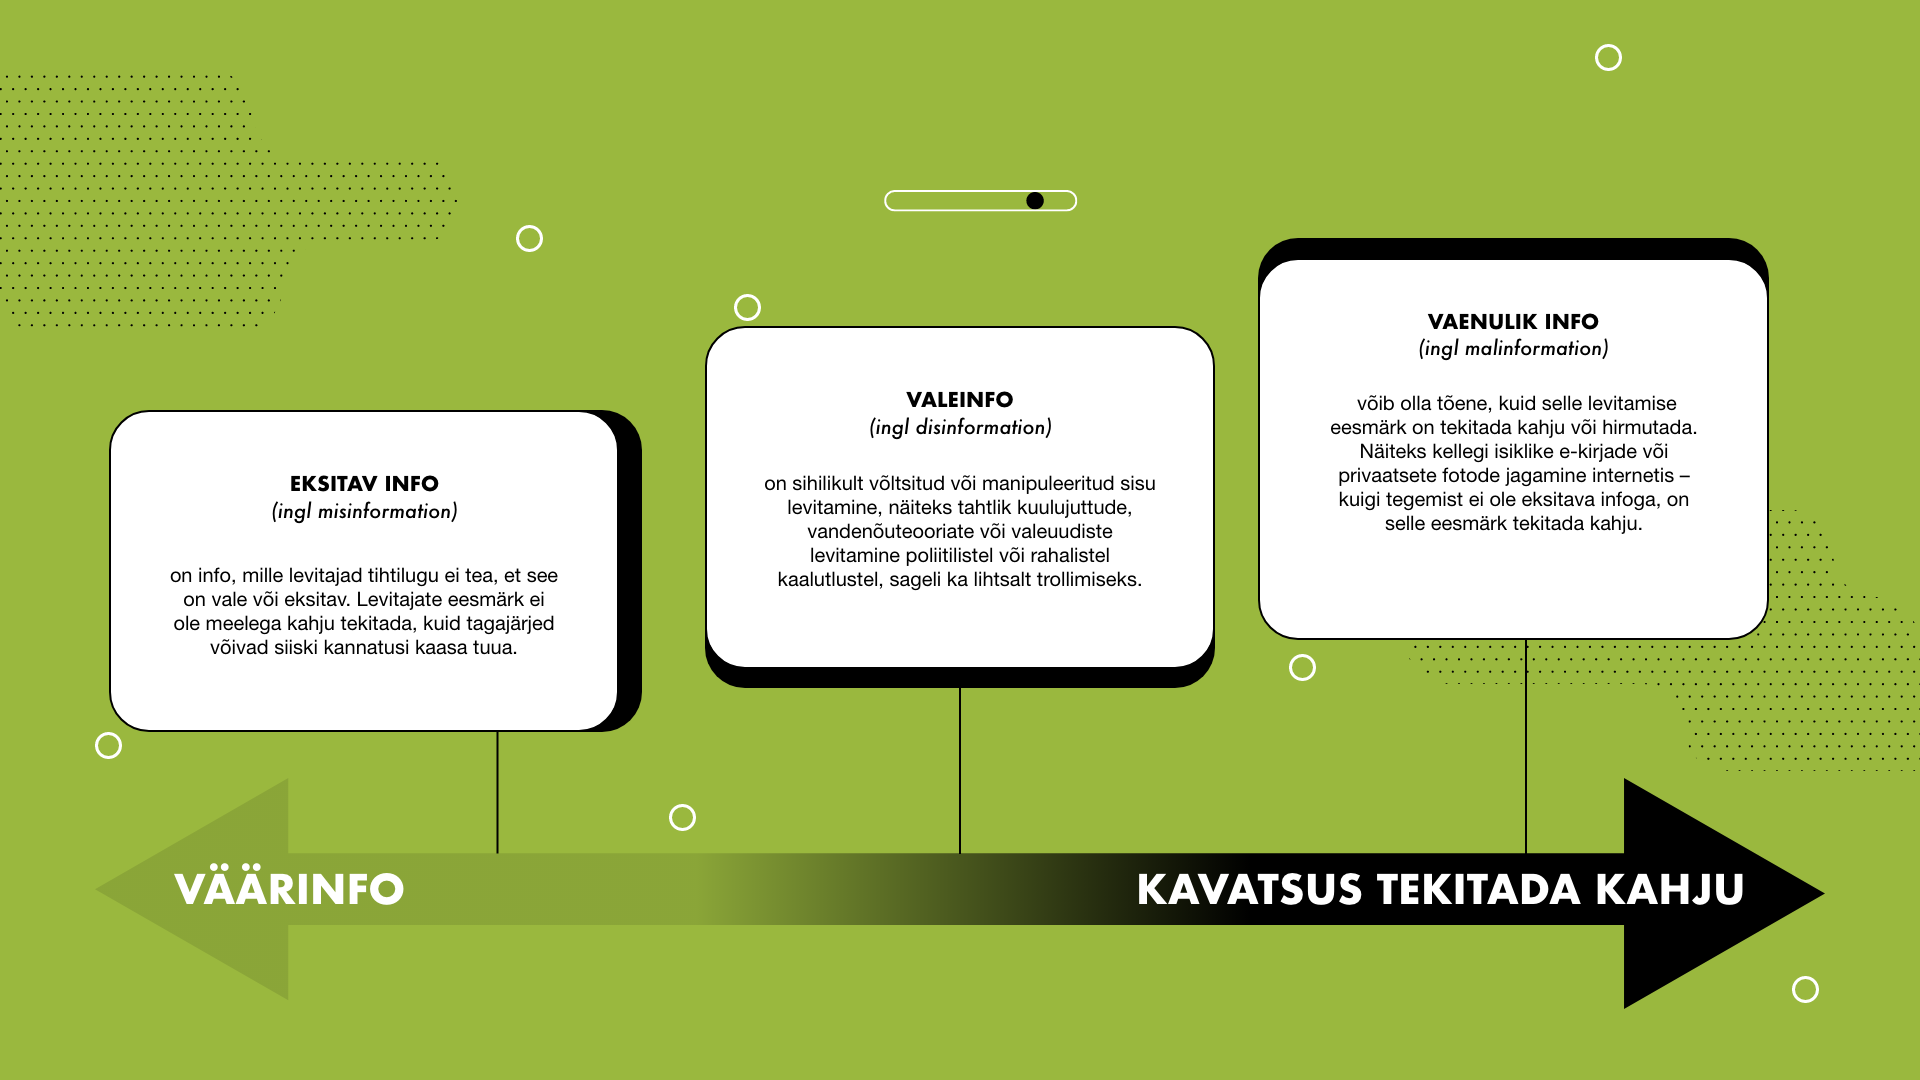 EKSITAV INFO
(ingl misinformation)
on info, mille levitajad tihtilugu ei tea, et see
on vale või eksitav. Levitajate eesmärk ei
ole meelega kahju tekitada, kuid tagajärjed
võivad siiski kannatusi kaasa tuua.
VALEINFO
(ingl disinformation)
on sihilikult võltsitud või manipuleeritud sisu
levitamine, näiteks tahtlik kuulujuttude,
vandenõuteooriate või valeuudiste
levitamine poliitilistel või rahalistel
kaalutlustel, sageli ka lihtsalt trollimiseks.
VAENULIK INFO
(ingl malinformation)
võib olla tõene, kuid selle levitamise
eesmärk on tekitada kahju või hirmutada.
Näiteks kellegi isiklike e-kirjade või
privaatsete fotode jagamine internetis –
kuigi tegemist ei ole eksitava infoga, on
selle eesmärk tekitada kahju.
VÄÄRINFO
KAVATSUS TEKITADA KAHJU